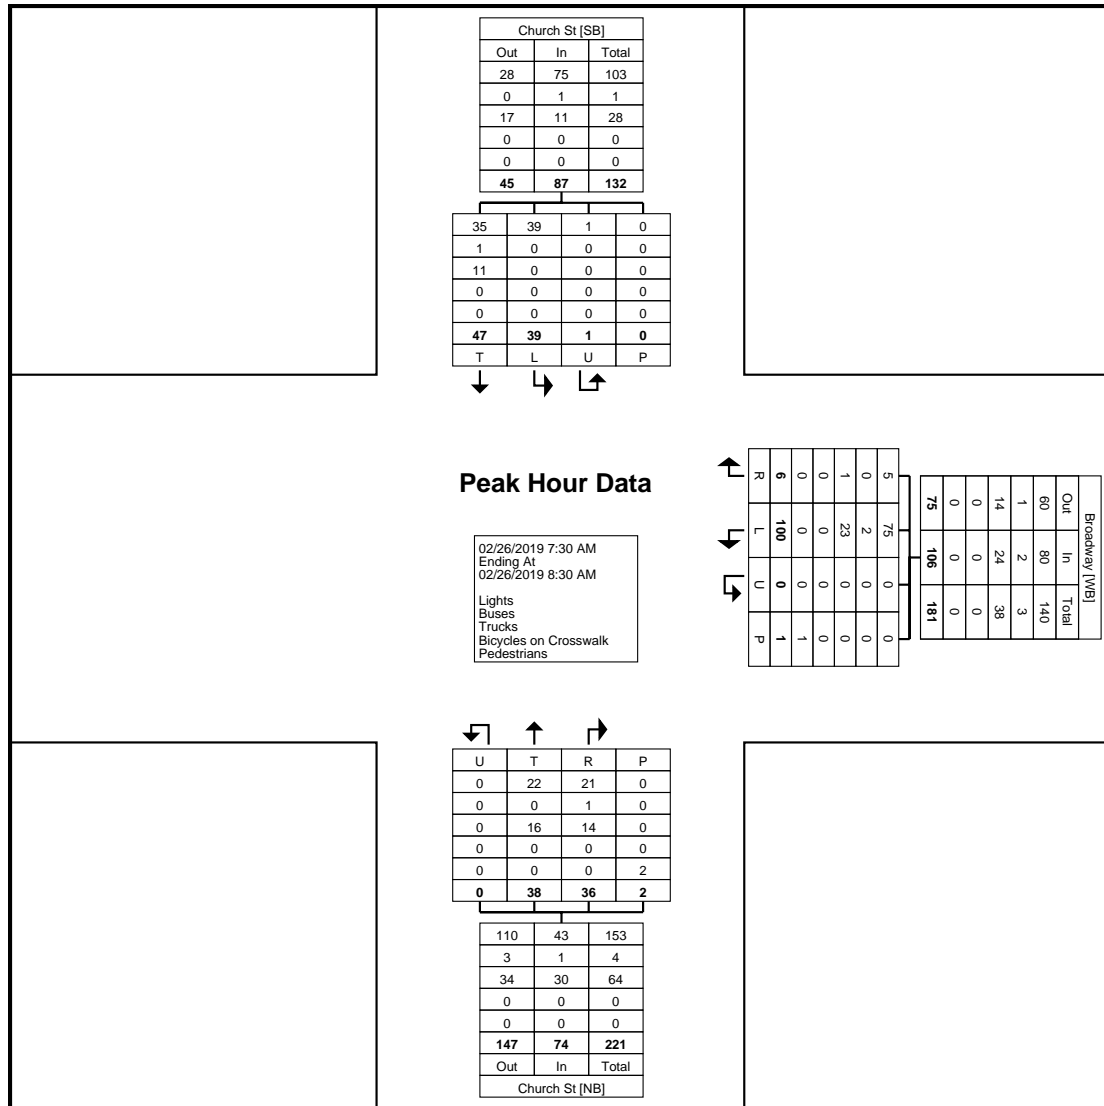 Church St [SB]
Out In Total
28 75 103
0 1 1
17 11 28
0 0 0
0 0 0
45 87 132
35 39 1 0
1 0 0 0
11 0 0 0
0 0 0 0
0 0 0 0
47 39 1 0
T L U P
Peak Hour Data
02/26/2019 7:30 AM
Ending At
02/26/2019 8:30 AM
Lights
Buses
Trucks
Bicycles on Crosswalk
Pedestrians
Broadway [WB]
Out In Total
60 80 140
1 2 3
14 24 38
0 0 0
0 0 0
75 106 181
5 75 0 0
0 2 0 0
1 23 0 0
0 0 0 0
0 0 0 1
6 100 0 1
R L U P
U T R P
0 22 21 0
0 0 1 0
0 16 14 0
0 0 0 0
0 0 0 2
0 38 36 2
110 43 153
3 1 4
34 30 64
0 0 0
0 0 0
147 74 221
Out In Total
Church St [NB]